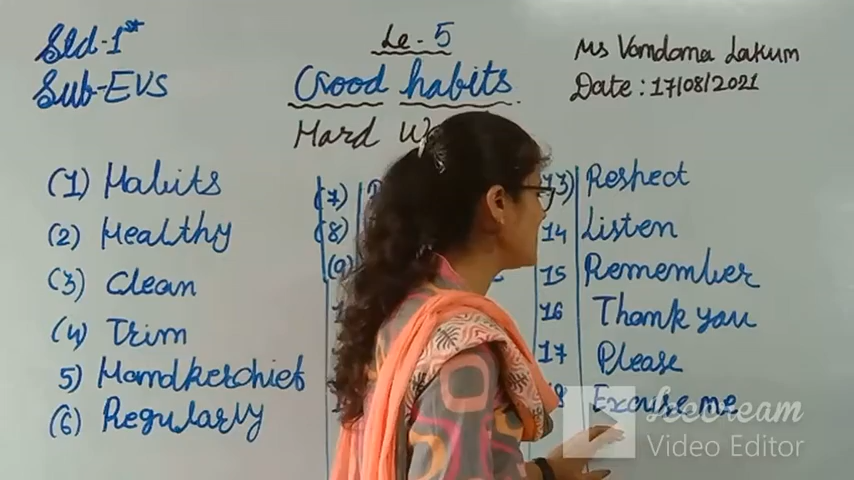 Std-1st
Sub-EVS
Le-5
Good habits
Hard W
Ms Vandana Lakum
Date : 17/08/2021
(1) Habits
(2) Healthy
(3) Clean
(4) Trim
5) Handkerchief
(6) Regularly
(7)
(8)
(9)
13) Respect
14 Listen
15 Remember
16 Thank you
17 Please
18 Excuse me
IeeCream
Video Editor